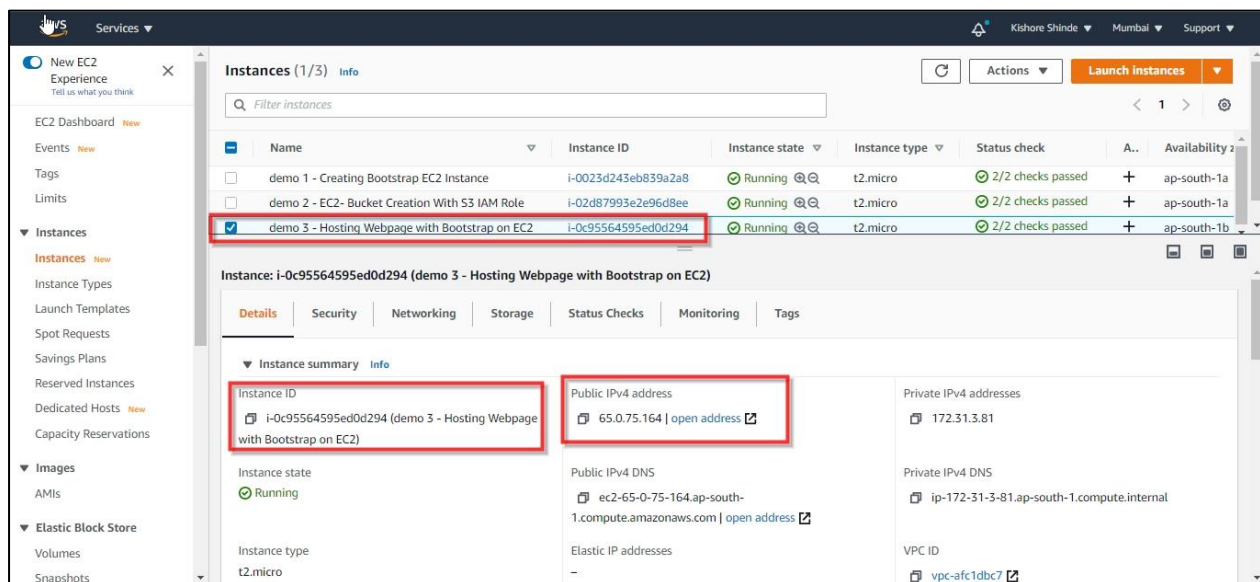 aws Services ▼ Kishore Shinde ▼ Mumbai ▼ Support ▼
New EC2
Experience
Tell us what you think
EC2 Dashboard New
Events New
Tags
Limits
▼ Instances
Instances New
Instance Types
Launch Templates
Spot Requests
Savings Plans
Reserved Instances
Dedicated Hosts New
Capacity Reservations
▼ Images
AMIs
▼ Elastic Block Store
Volumes
Snapshots
Instances (1/3) Info Actions ▼ Launch instances ▼
Filter instances < 1 >
Name Instance ID Instance state Instance type Status check A.. Availability z
demo 1 - Creating Bootstrap EC2 Instance i-0023d243eb839a2a8 Running t2.micro 2/2 checks passed + ap-south-1a
demo 2 - EC2- Bucket Creation With S3 IAM Role i-02d87993e2e96d8ee Running t2.micro 2/2 checks passed + ap-south-1a
demo 3 - Hosting Webpage with Bootstrap on EC2 i-0c95564595ed0d294 Running t2.micro 2/2 checks passed + ap-south-1b
Instance: i-0c95564595ed0d294 (demo 3 - Hosting Webpage with Bootstrap on EC2)
Details Security Networking Storage Status Checks Monitoring Tags
▼ Instance summary Info
Instance ID
i-0c95564595ed0d294 (demo 3 - Hosting Webpage
with Bootstrap on EC2)
Public IPv4 address
65.0.75.164 | open address
Private IPv4 addresses
172.31.3.81
Instance state
Running
Public IPv4 DNS
ec2-65-0-75-164.ap-south-
1.compute.amazonaws.com | open address
Private IPv4 DNS
ip-172-31-3-81.ap-south-1.compute.internal
Instance type
t2.micro
Elastic IP addresses
–
VPC ID
vpc-afc1dbc7